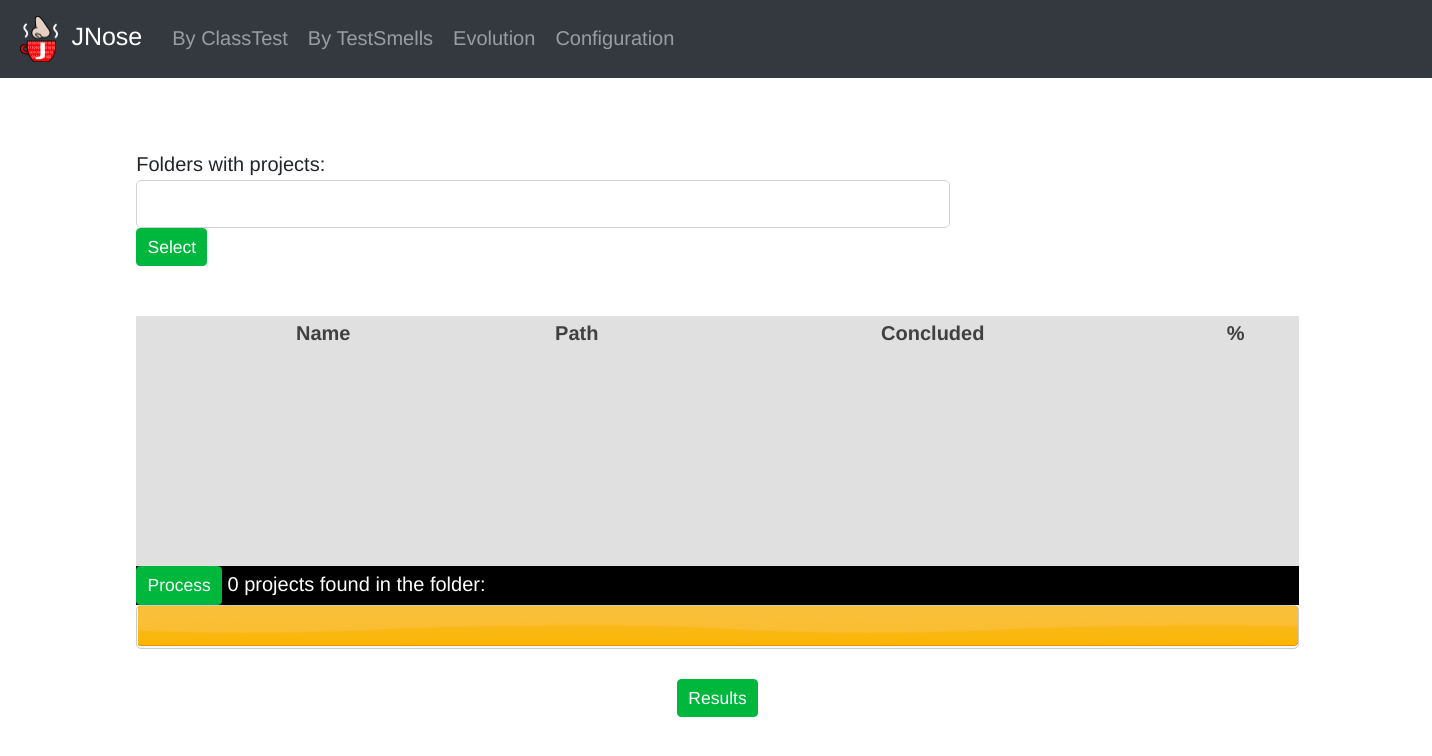 J
JNose By ClassTest By TestSmells Evolution Configuration
Folders with projects:
Select
Name Path Concluded %
Process 0 projects found in the folder:
Results